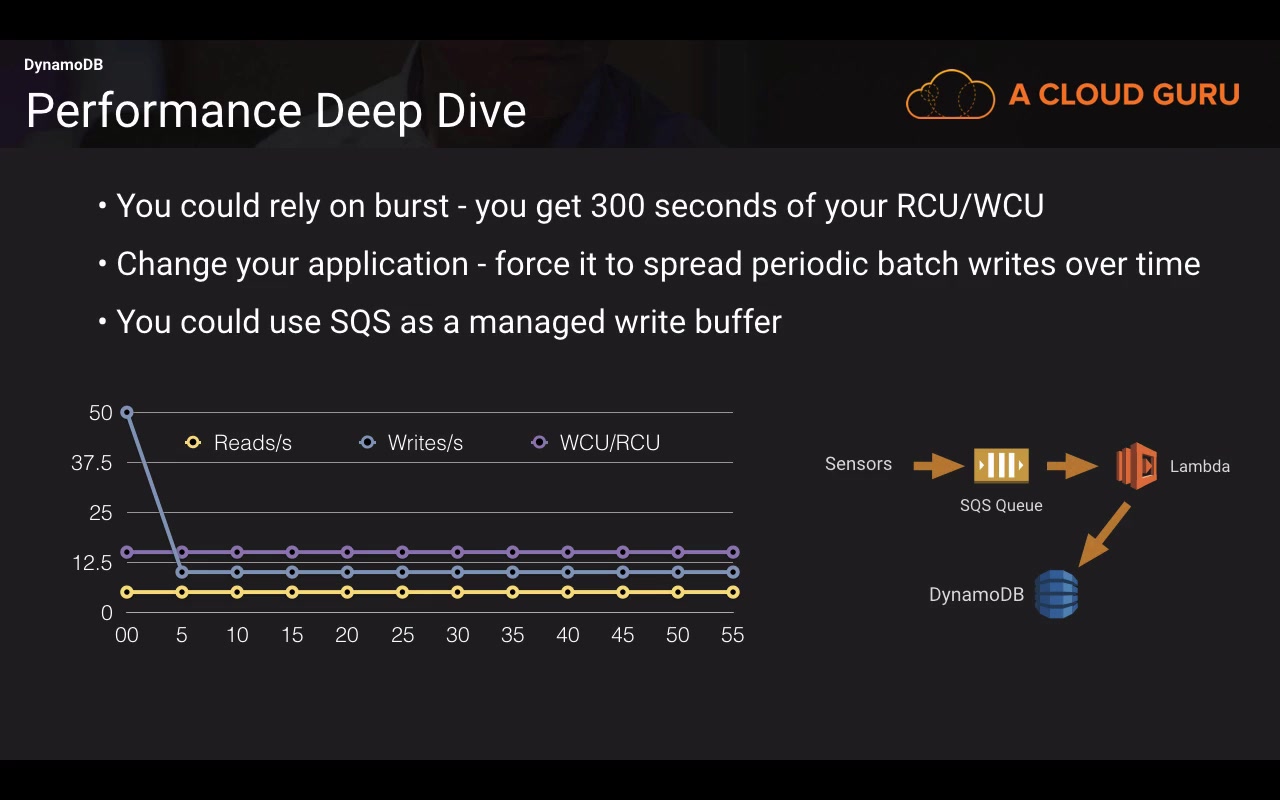 DynamoDB
Performance Deep Dive
A CLOUD GURU
• You could rely on burst - you get 300 seconds of your RCU/WCU
• Change your application - force it to spread periodic batch writes over time
• You could use SQS as a managed write buffer
50
37.5
25
12.5
0
Reads/s Writes/s WCU/RCU
00 5 10 15 20 25 30 35 40 45 50 55
Sensors
SQS Queue
Lambda
DynamoDB